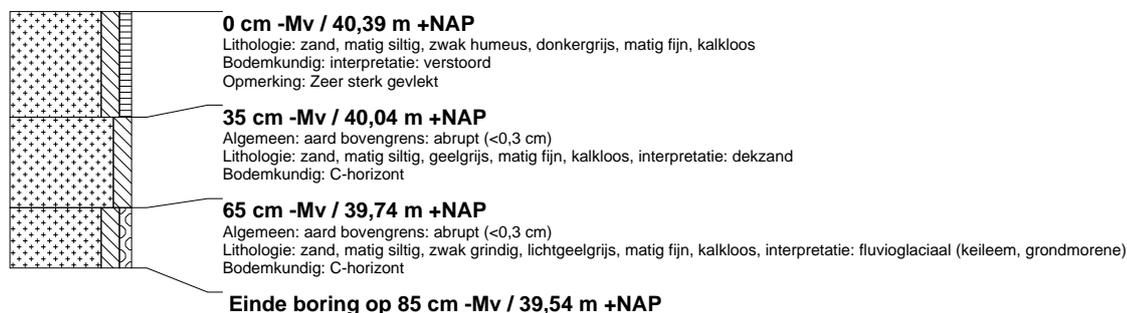 0 cm -Mv / 40,39 m +NAP
Lithologie: zand, matig siltig, zwak humeus, donkergrijs, matig fijn, kalkloos
Bodemkundig: interpretatie: verstoord
Opmerking: Zeer sterk gevlekt
35 cm -Mv / 40,04 m +NAP
Algemeen: aard bovengrens: abrupt (<0,3 cm)
Lithologie: zand, matig siltig, geelgrijs, matig fijn, kalkloos, interpretatie: dekzand
Bodemkundig: C-horizont
65 cm -Mv / 39,74 m +NAP
Algemeen: aard bovengrens: abrupt (<0,3 cm)
Lithologie: zand, matig siltig, zwak grindig, lichtgeelgrijs, matig fijn, kalkloos, interpretatie: fluvioglaciaal (keileem, grondmorene)
Bodemkundig: C-horizont
Einde boring op 85 cm -Mv / 39,54 m +NAP